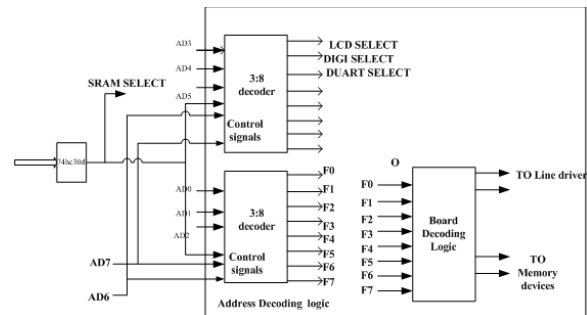 AD3
LCD SELECT
DIGI SELECT
AD4
DUART SELECT
3:8
decoder
SRAM SELECT
AD5
Control
signals
74hc30d
O
F0
TO Line driver
AD0
F1
F0
F2
F1
AD1
3:8
decoder
F3
F2
Board
Decoding
Logic
AD2
F4
F3
F5
F4
Control
signals
F6
F5
TO
Memory
devices
AD7
F7
F6
AD6
F7
Address Decoding logic